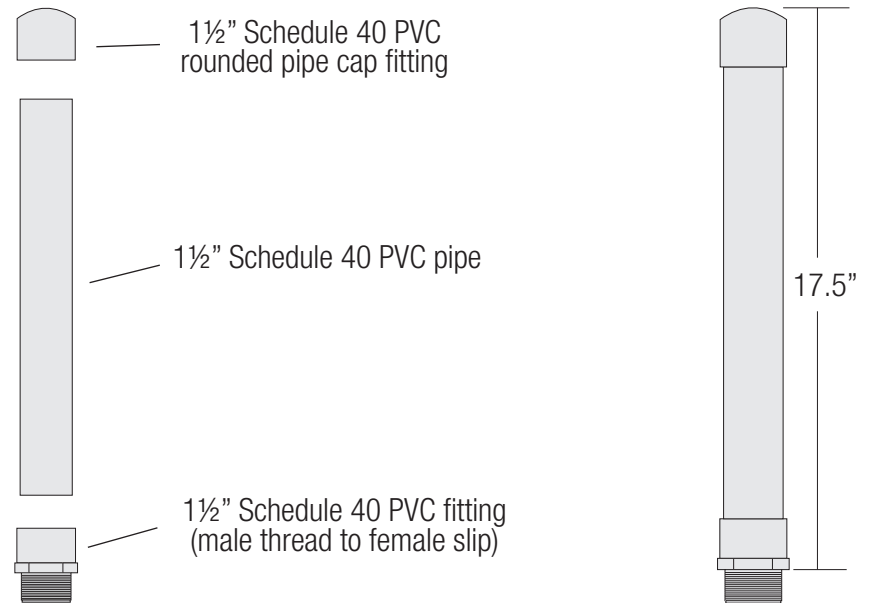 1½” Schedule 40 PVC
rounded pipe cap fitting
1½” Schedule 40 PVC pipe
17.5”
1½” Schedule 40 PVC fitting
(male thread to female slip)